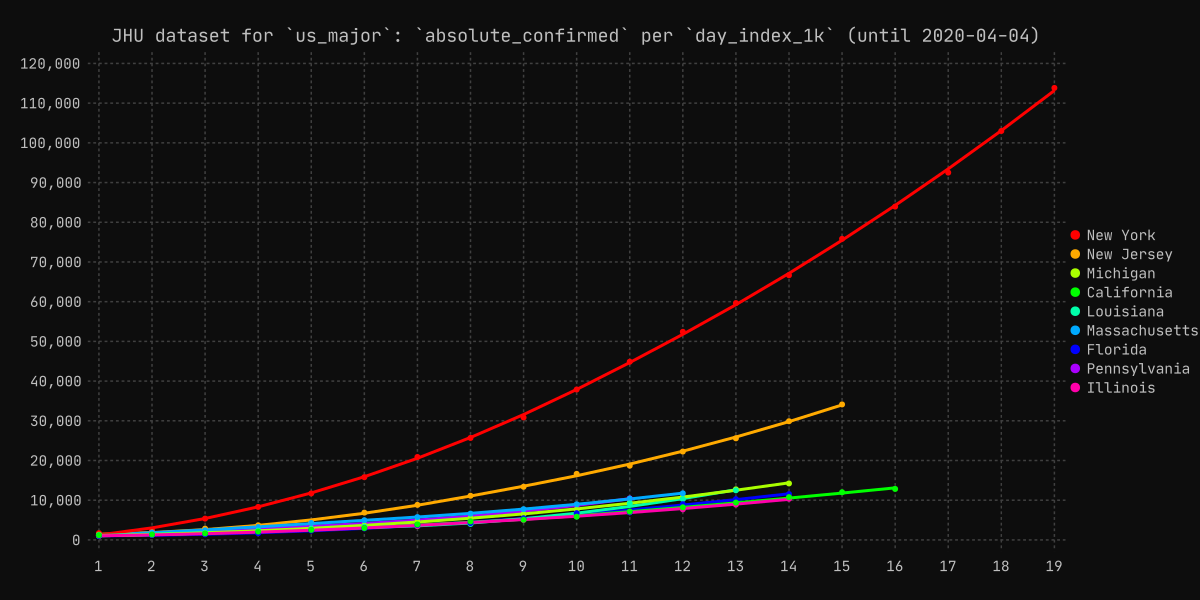 JHU dataset for `us_major`: `absolute_confirmed` per `day_index_1k` (until 2020-04-04)
120,000
110,000
100,000
90,000
80,000
70,000
60,000
50,000
40,000
30,000
20,000
10,000
0
1 2 3 4 5 6 7 8 9 10 11 12 13 14 15 16 17 18 19
New York
New Jersey
Michigan
California
Louisiana
Massachusetts
Florida
Pennsylvania
Illinois